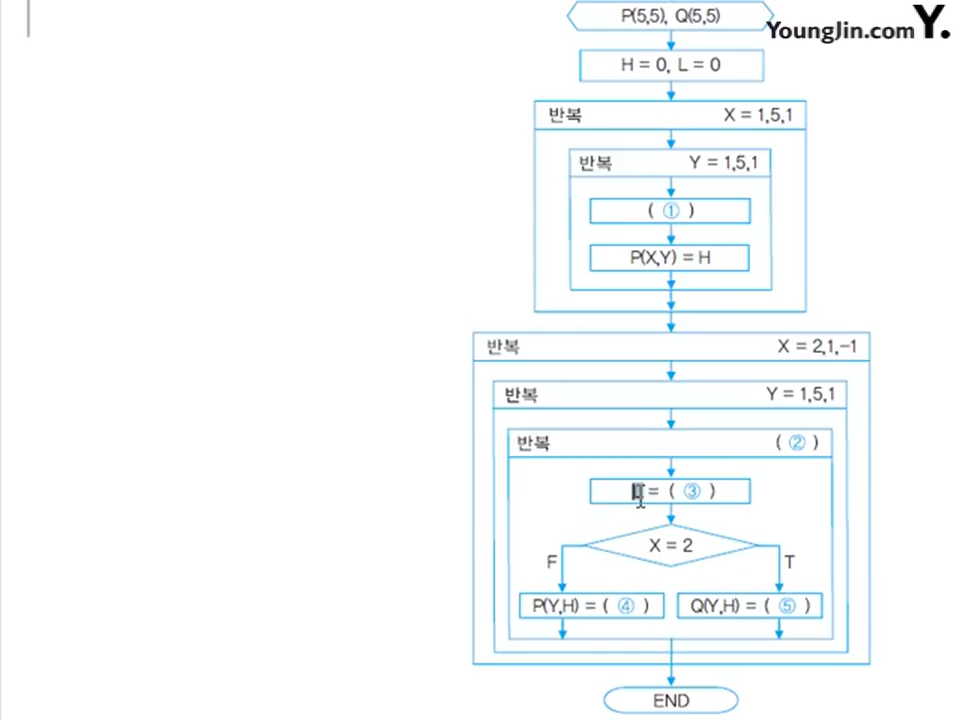 P(5,5), Q(5,5)
YoungJin.com Y.
H = 0, L = 0
반복 X = 1,5,1
반복 Y = 1,5,1
( ① )
P(X,Y) = H
반복 X = 2,1,-1
반복 Y = 1,5,1
반복 ( ② )
= ( ③ )
X = 2
F T
P(Y,H) = ( ④ ) Q(Y,H) = ( ⑤ )
END